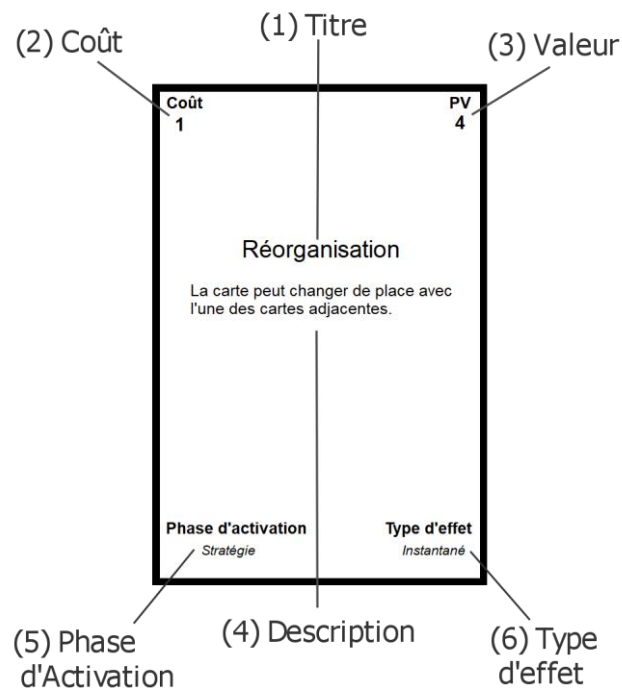 (1) Titre
(2) Coût
(3) Valeur
Coût
1
PV
4
Réorganisation
La carte peut changer de place avec
l'une des cartes adjacentes.
Phase d'activation
Stratégie
Type d'effet
Instantané
(5) Phase
d'Activation
(4) Description
(6) Type
d'effet